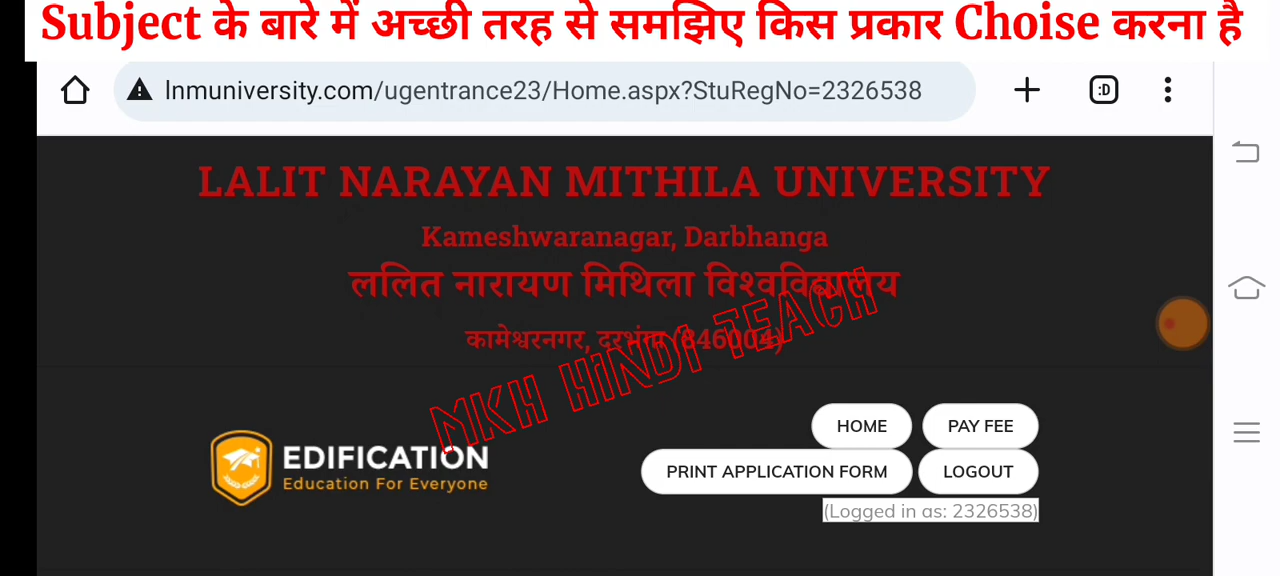 Subject के बारे में अच्छी तरह से समझिए किस प्रकार Choise करना है
lnmuniversity.com/ugentrance23/Home.aspx?StuRegNo=2326538
:D
LALIT NARAYAN MITHILA UNIVERSITY
Kameshwaranagar, Darbhanga
ललित नारायण मिथिला विश्वविद्यालय
कामेश्वरनगर, दरभंगा (846004)
MKH HINDI TEACH
HOME
PAY FEE
EDIFICATION
Education For Everyone
PRINT APPLICATION FORM
LOGOUT
(Logged in as: 2326538)